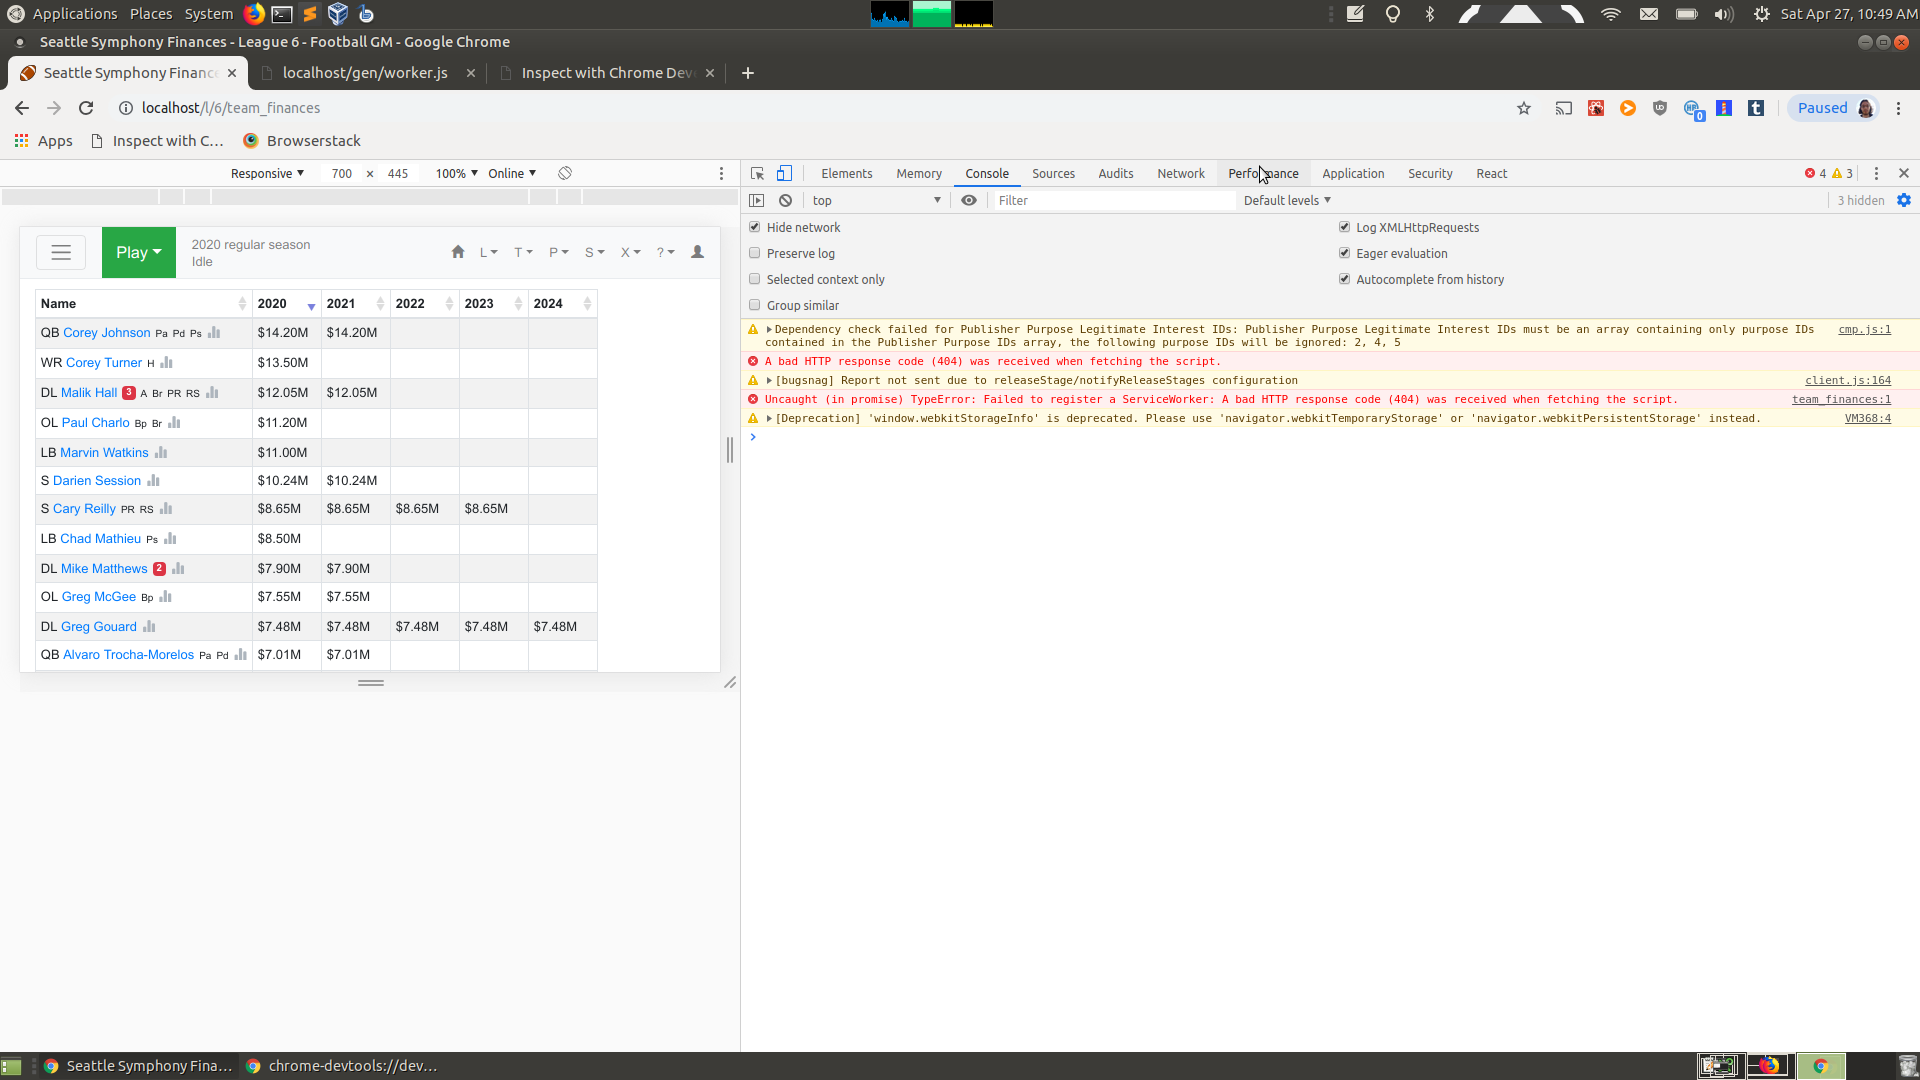 Applications Places System
Sat Apr 27, 10:49 AM
Seattle Symphony Finances - League 6 - Football GM - Google Chrome
Seattle Symphony Financ
localhost/gen/worker.js
Inspect with Chrome Dev
localhost/l/6/team_finances
0
Paused
Apps
Inspect with C...
Browserstack
Responsive 700 × 445 100% Online
Elements Memory Console Sources Audits Network Performance Application Security React 4 3
top Filter Default levels 3 hidden
Hide network
Log XMLHttpRequests
Preserve log
Eager evaluation
Selected context only
Autocomplete from history
Group similar
Dependency check failed for Publisher Purpose Legitimate Interest IDs: Publisher Purpose Legitimate Interest IDs must be an array containing only purpose IDs cmp.js:1
contained in the Publisher Purpose IDs array, the following purpose IDs will be ignored: 2, 4, 5
A bad HTTP response code (404) was received when fetching the script.
[bugsnag] Report not sent due to releaseStage/notifyReleaseStages configuration client.js:164
Uncaught (in promise) TypeError: Failed to register a ServiceWorker: A bad HTTP response code (404) was received when fetching the script. team_finances:1
[Deprecation] 'window.webkitStorageInfo' is deprecated. Please use 'navigator.webkitTemporaryStorage' or 'navigator.webkitPersistentStorage' instead. VM368:4
Play
2020 regular season
Idle
L T P S X ?
Name 2020 2021 2022 2023 2024
QB Corey Johnson Pa Pd Ps $14.20M $14.20M
WR Corey Turner H $13.50M
DL Malik Hall 3 A Br PR RS $12.05M $12.05M
OL Paul Charlo Bp Br $11.20M
LB Marvin Watkins $11.00M
S Darien Session $10.24M $10.24M
S Cary Reilly PR RS $8.65M $8.65M $8.65M $8.65M
LB Chad Mathieu Ps $8.50M
DL Mike Matthews 2 $7.90M $7.90M
OL Greg McGee Bp $7.55M $7.55M
DL Greg Gouard $7.48M $7.48M $7.48M $7.48M $7.48M
QB Alvaro Trocha-Morelos Pa Pd $7.01M $7.01M
Seattle Symphony Fina...
chrome-devtools://dev...